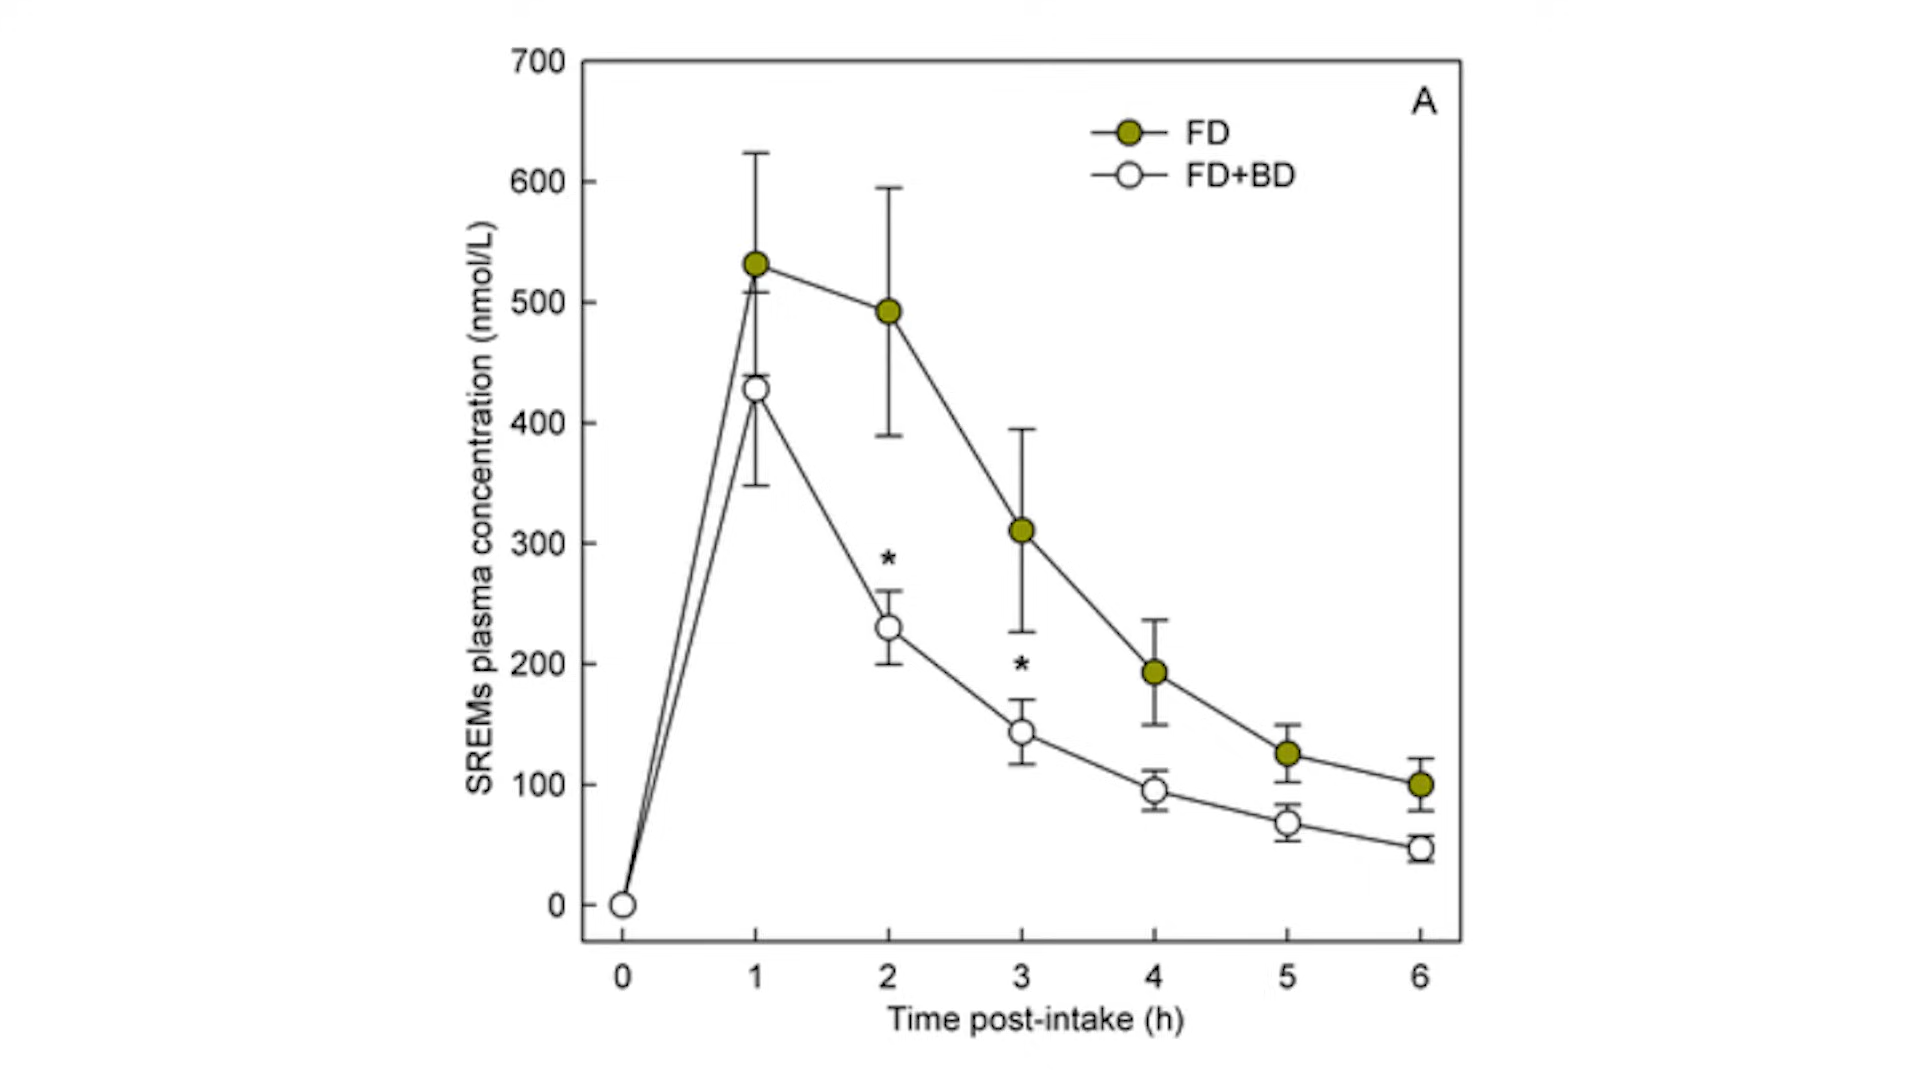 700
600
500
400
300
200
100
0
SREMs plasma concentration (nmol/L)
A
FD
FD+BD
*
*
0 1 2 3 4 5 6
Time post-intake (h)